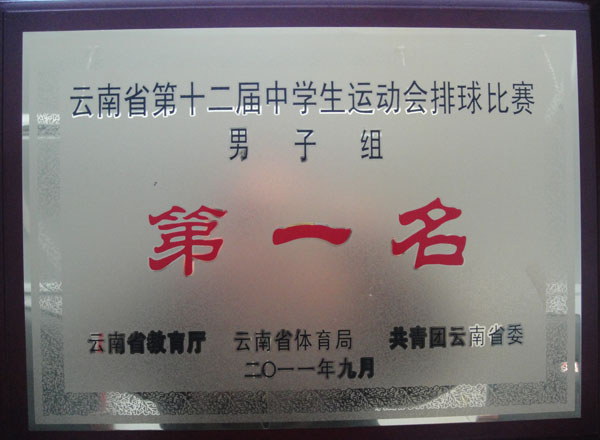 云南省第十二届中学生运动会排球比赛
男子组
第一名
云南省教育厅 云南省体育局 共青团云南省委
二〇一一年九月